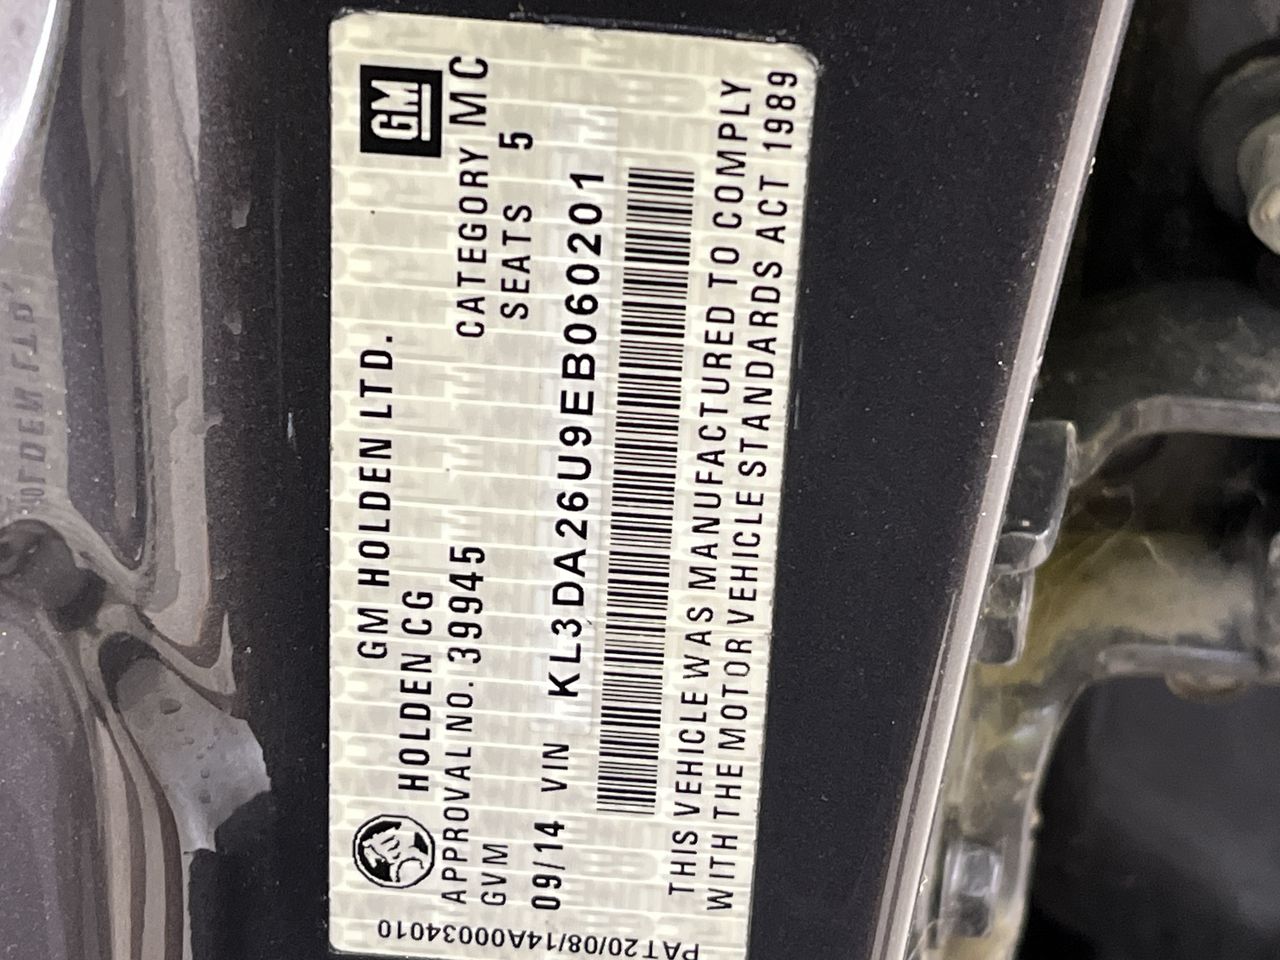 GM
GM HOLDEN LTD.
HOLDEN CG
CATEGORY MC
APPROVAL NO. 39945
SEATS 5
GVM
09/14 VIN KL3DA26U9EB060201
THIS VEHICLE WAS MANUFACTURED TO COMPLY
WITH THE MOTOR VEHICLE STANDARDS ACT 1989
PAT20/08/14A00034010